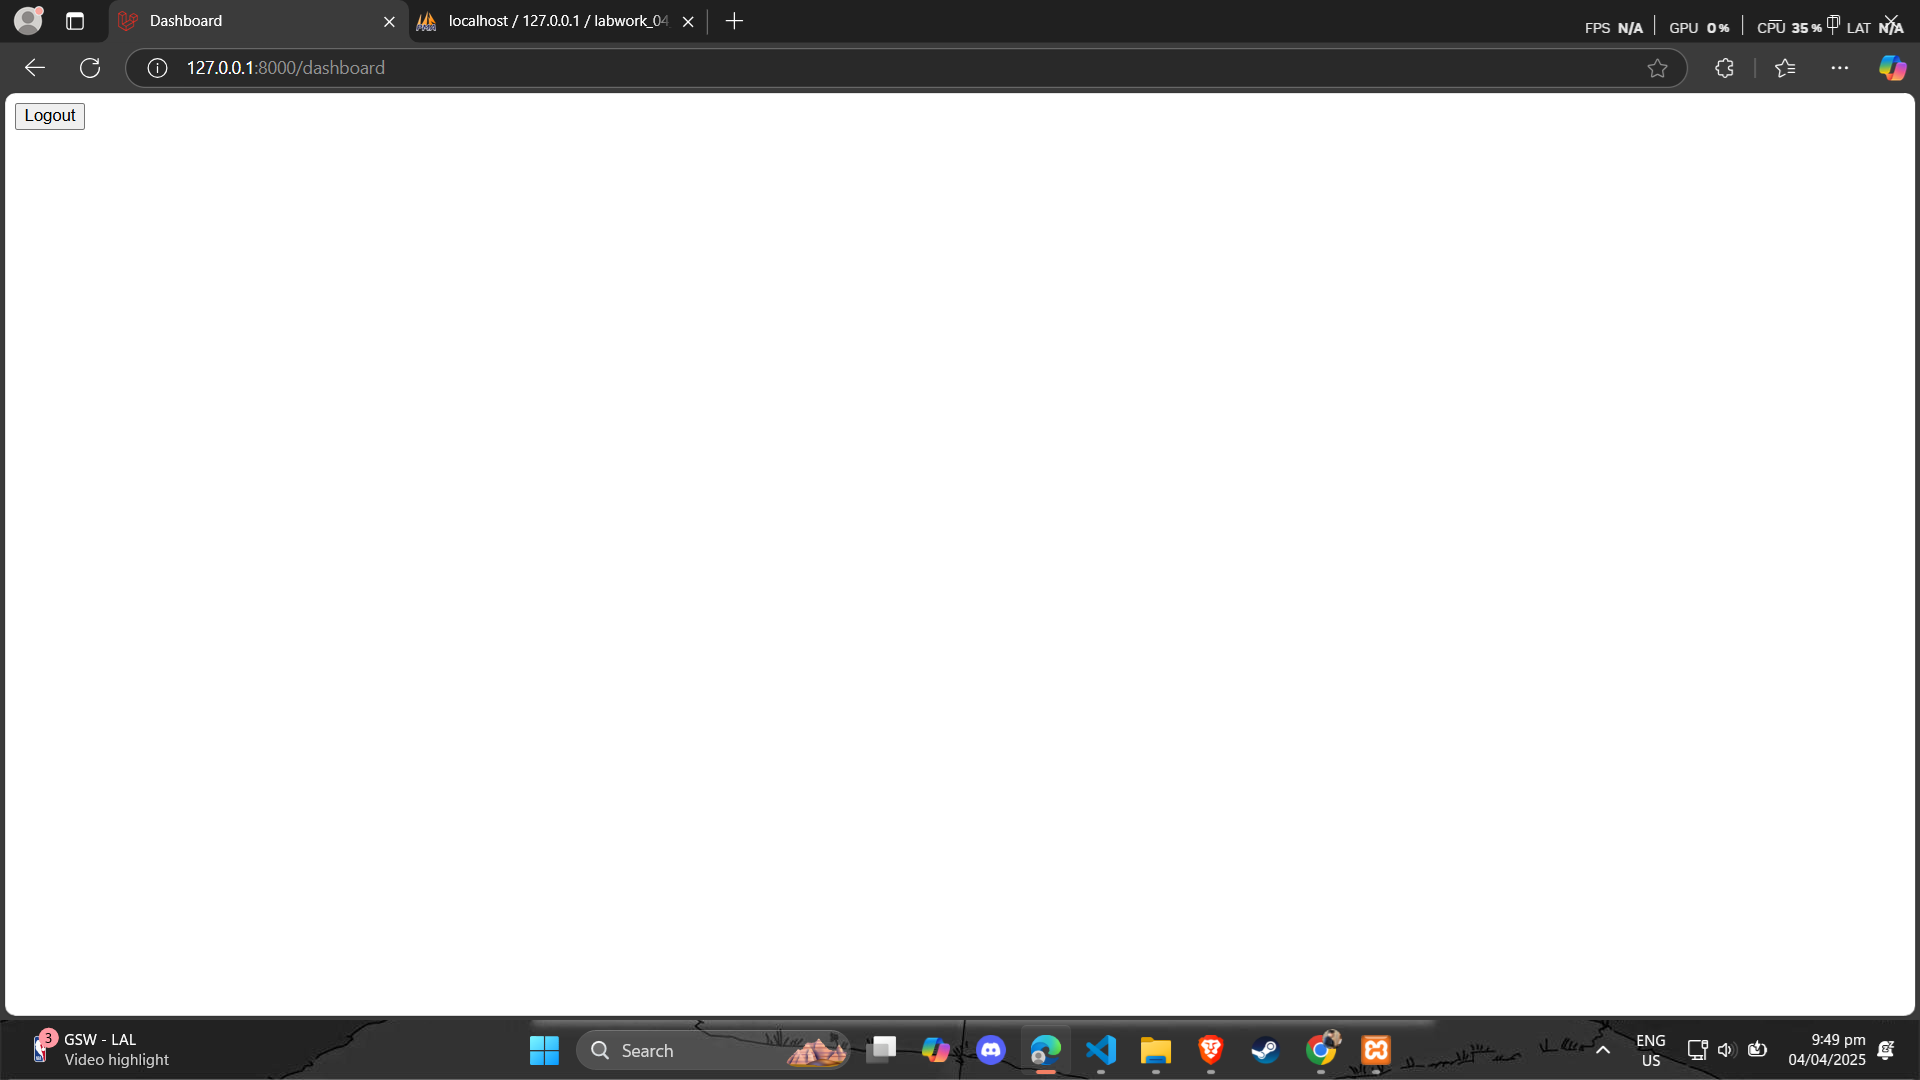 Dashboard
localhost / 127.0.0.1 / labwork_04
FPS N/A GPU 0% CPU 35% LAT N/A
127.0.0.1:8000/dashboard
Logout
3
GSW - LAL
Video highlight
Search
ENG
US
9:49 pm
04/04/2025